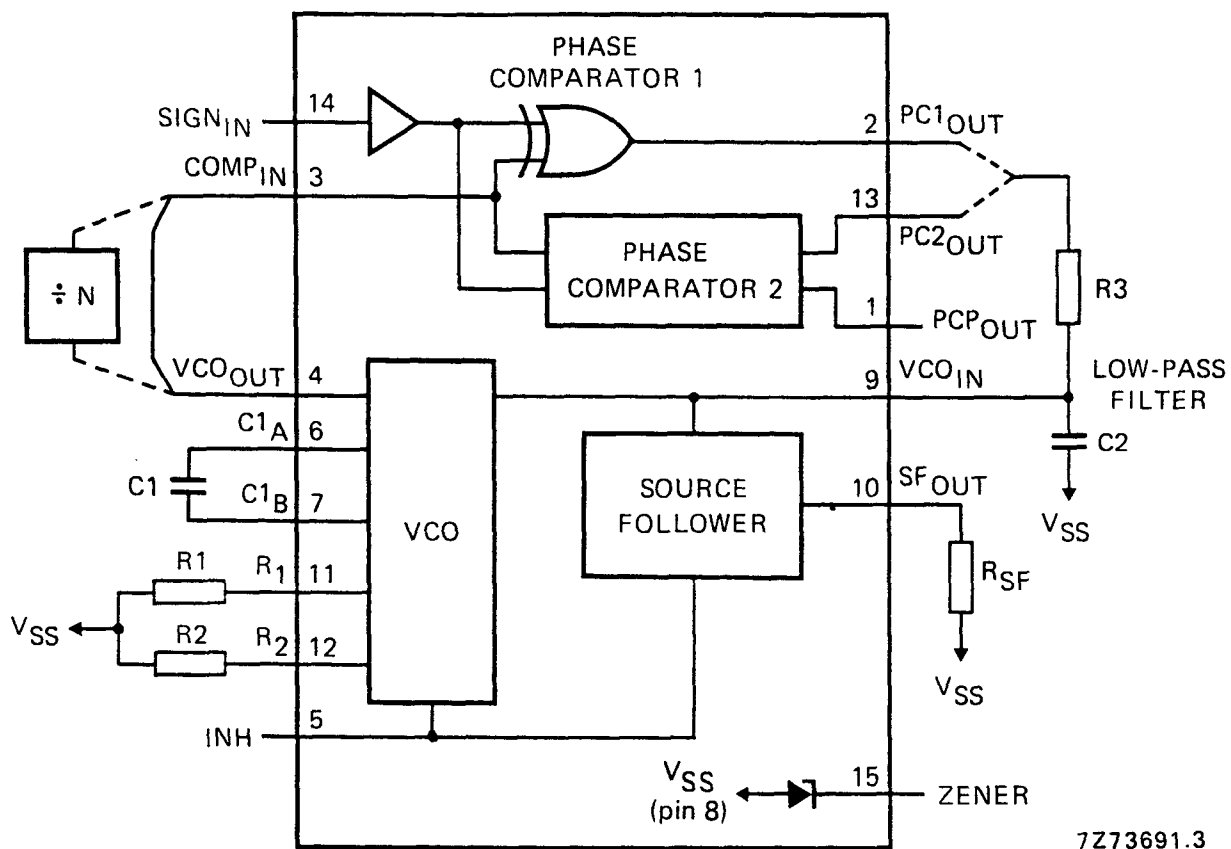 PHASE
COMPARATOR 1
SIGN_IN
14
2
PC1_OUT
COMP_IN
3
13
PC2_OUT
PHASE
COMPARATOR 2
÷ N
R3
1
PCP_OUT
VCO_OUT
4
9
VCO_IN
LOW-PASS
FILTER
C1_A
6
C2
C1
C1_B
7
VCO
SOURCE
FOLLOWER
10
SF_OUT
V_SS
R1
R_1
11
R_SF
V_SS
R2
R_2
12
V_SS
INH
5
V_SS
(pin 8)
15
ZENER
7Z73691.3